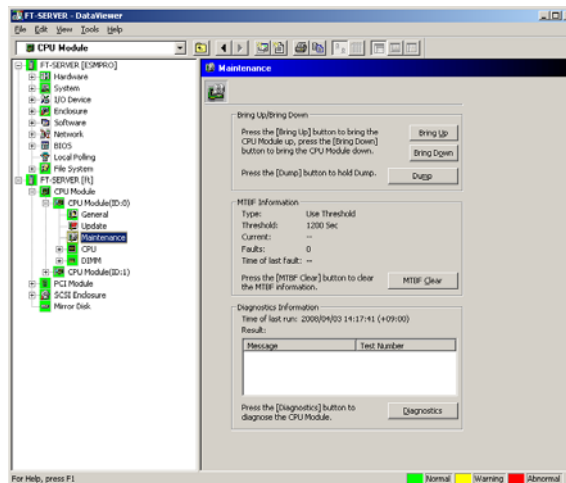 FT-SERVER - DataViewer
File Edit View Tools Help
CPU Module
FT-SERVER [ESMPRO]
Hardware
System
I/O Device
Enclosure
Software
Network
BIOS
Local Polling
File System
FT-SERVER [ft]
CPU Module
CPU Module(ID:0)
General
Update
Maintenance
CPU
DIMM
CPU Module(ID:1)
PCI Module
SCSI Enclosure
Mirror Disk
Maintenance
Bring Up/Bring Down
Press the [Bring Up] button to bring the
CPU Module up, press the [Bring Down]
button to bring the CPU Module down.
Bring Up
Bring Down
Press the [Dump] button to hold Dump.
Dump
MTBF Information
Type: Use Threshold
Threshold: 1200 Sec
Current: --
Faults: 0
Time of last fault: --
Press the [MTBF Clear] button to clear
the MTBF information.
MTBF Clear
Diagnostics Information
Time of last run: 2008/04/03 14:17:41 (+09:00)
Result:
Message Test Number
Press the [Diagnostics] button to
diagnose the CPU Module.
Diagnostics
For Help, press F1
Normal Warning Abnormal